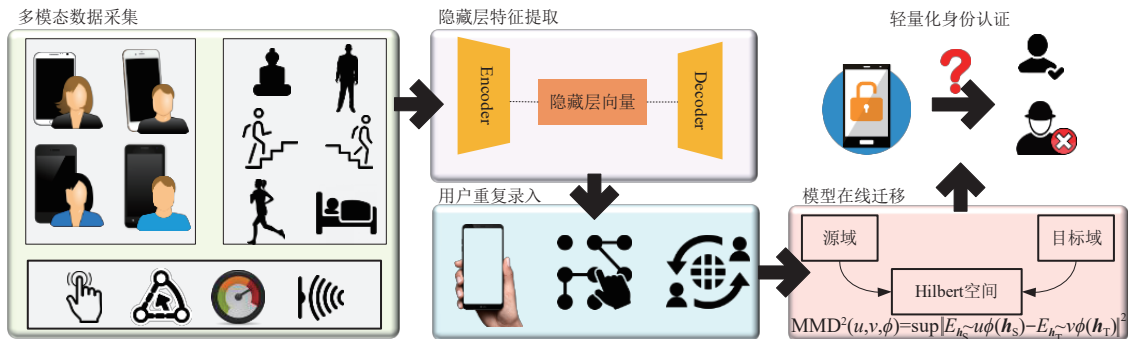 多模态数据采集
隐藏层特征提取
Encoder
隐藏层向量
Decoder
用户重复录入
轻量化身份认证
?
模型在线迁移
源域
目标域
Hilbert空间
MMD²(u,v,ϕ)=sup‖E_{h_S}~uϕ(h_S)−E_{h_T}~vϕ(h_T)‖²